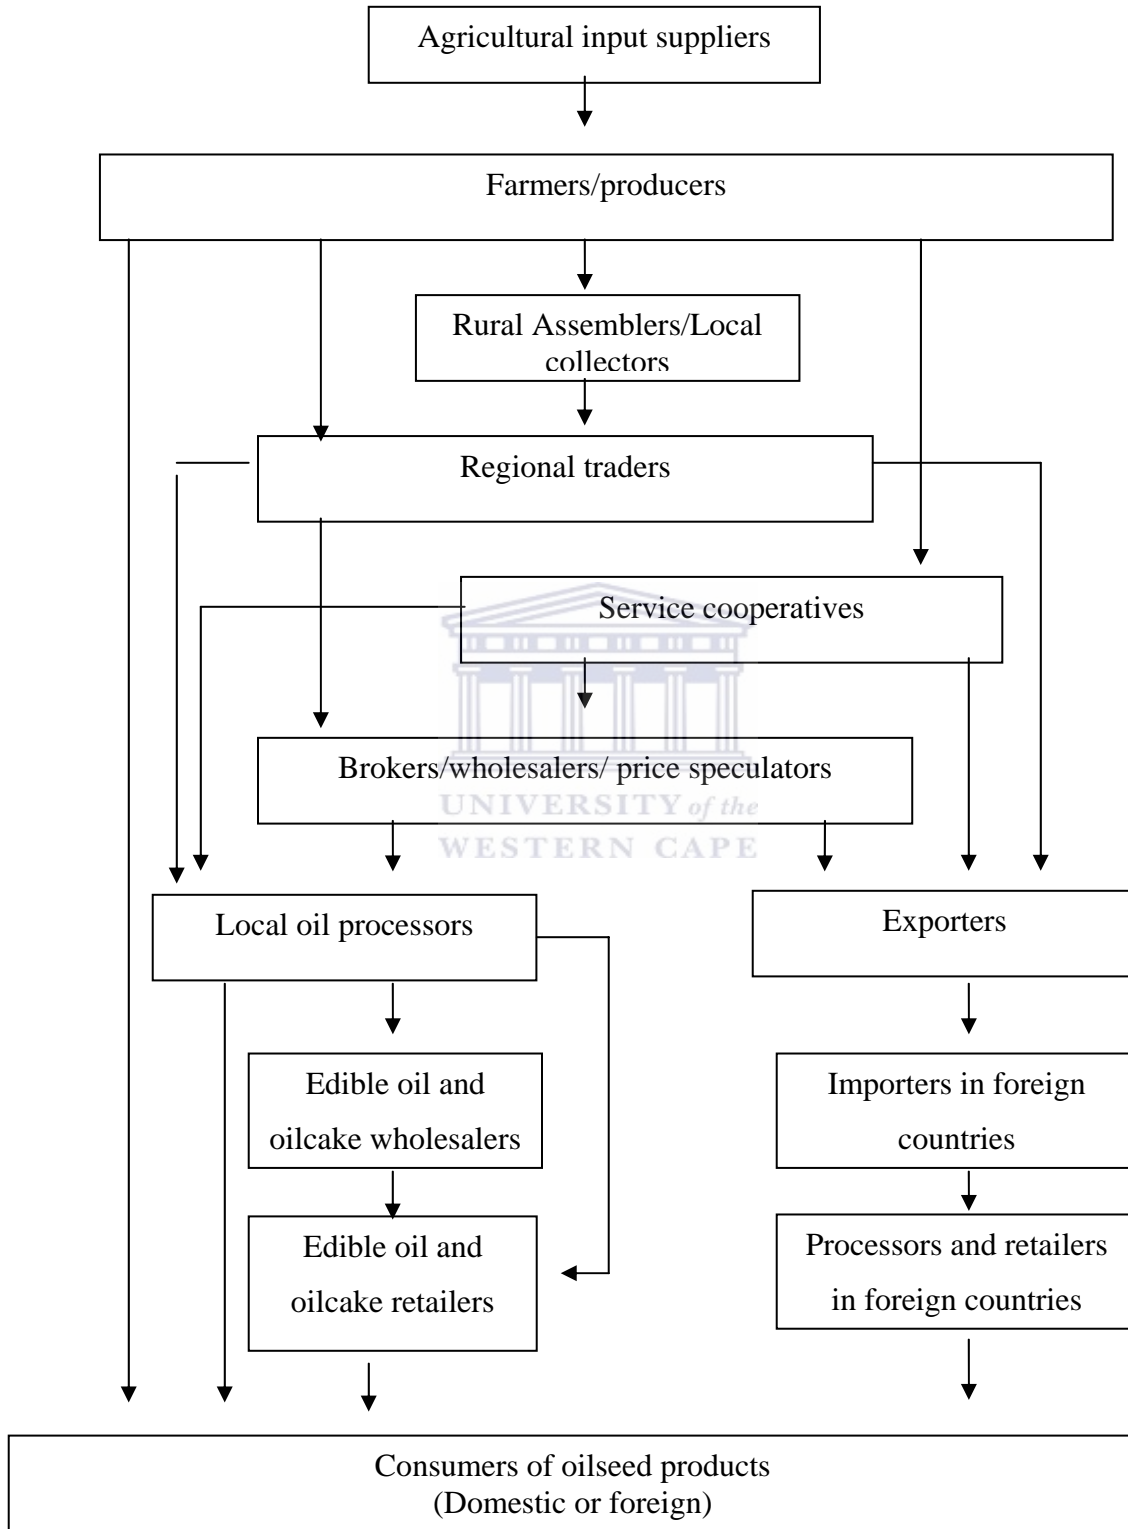 Agricultural input suppliers
Farmers/producers
Rural Assemblers/Local
collectors
Regional traders
Service cooperatives
Brokers/wholesalers/ price speculators
UNIVERSITY of the
WESTERN CAPE
Local oil processors
Exporters
Edible oil and
oilcake wholesalers
Importers in foreign
countries
Edible oil and
oilcake retailers
Processors and retailers
in foreign countries
Consumers of oilseed products
(Domestic or foreign)